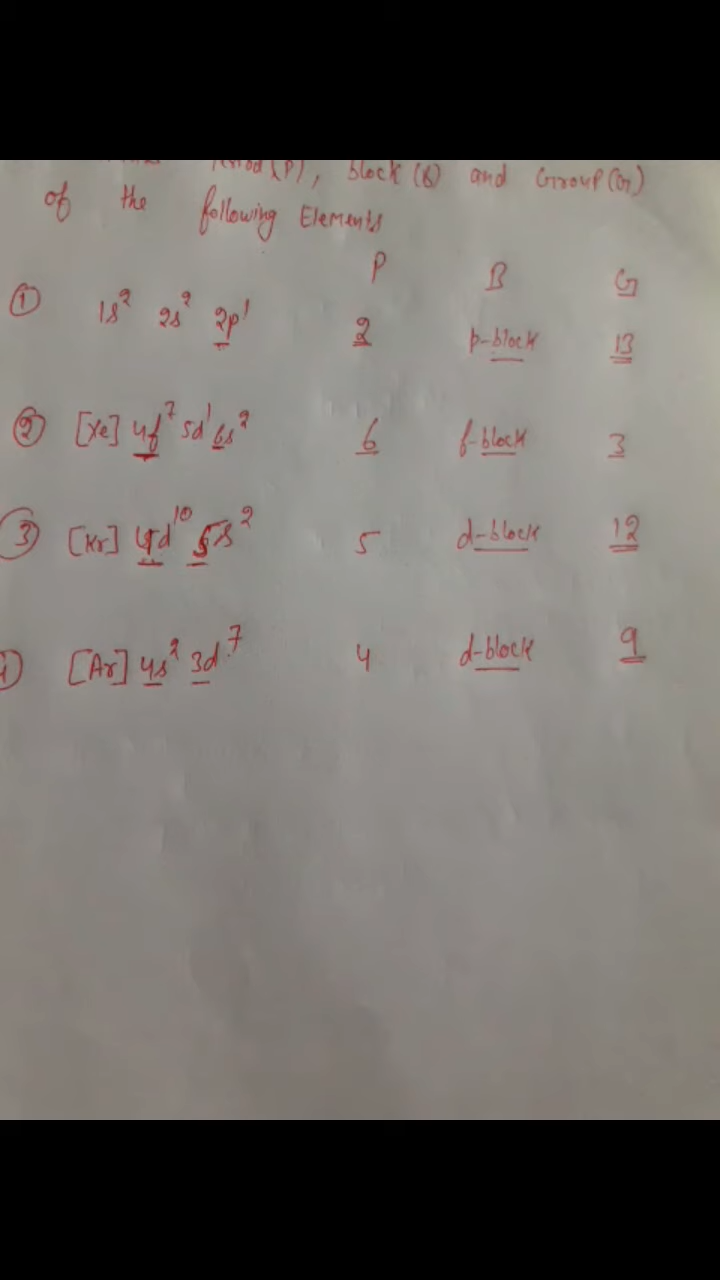 Period(P), block(B) and Group(G)
of the following Elements
P B G
① 1s² 2s² 2p¹ 2 p-block 13
② [Xe] 4f⁷ 5d¹ 6s² 6 f-block 3
③ [Kr] 4d¹⁰ 5s² 5 d-block 12
[Ar] 4s² 3d⁷ 4 d-block 9